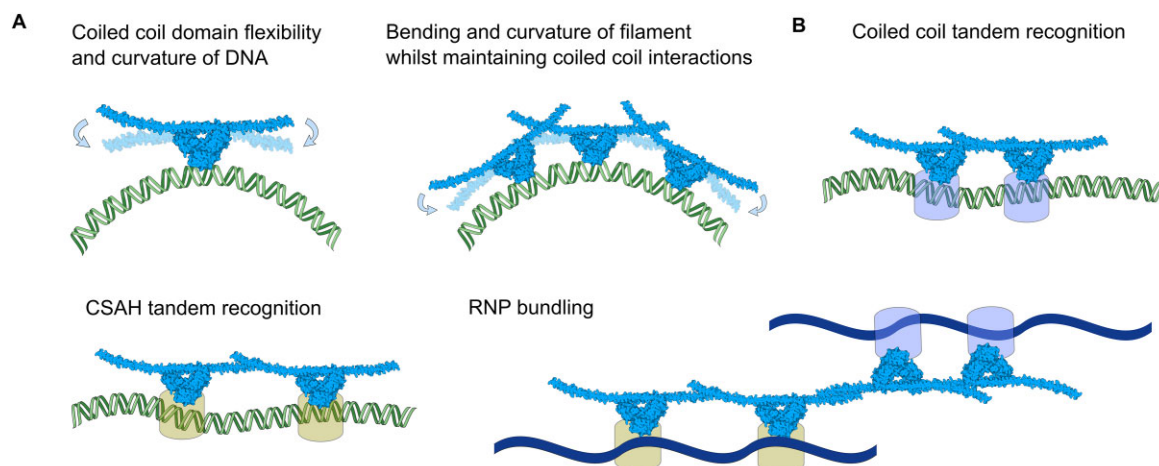 A
Coiled coil domain flexibility
and curvature of DNA
Bending and curvature of filament
whilst maintaining coiled coil interactions
B
Coiled coil tandem recognition
CSAH tandem recognition
RNP bundling